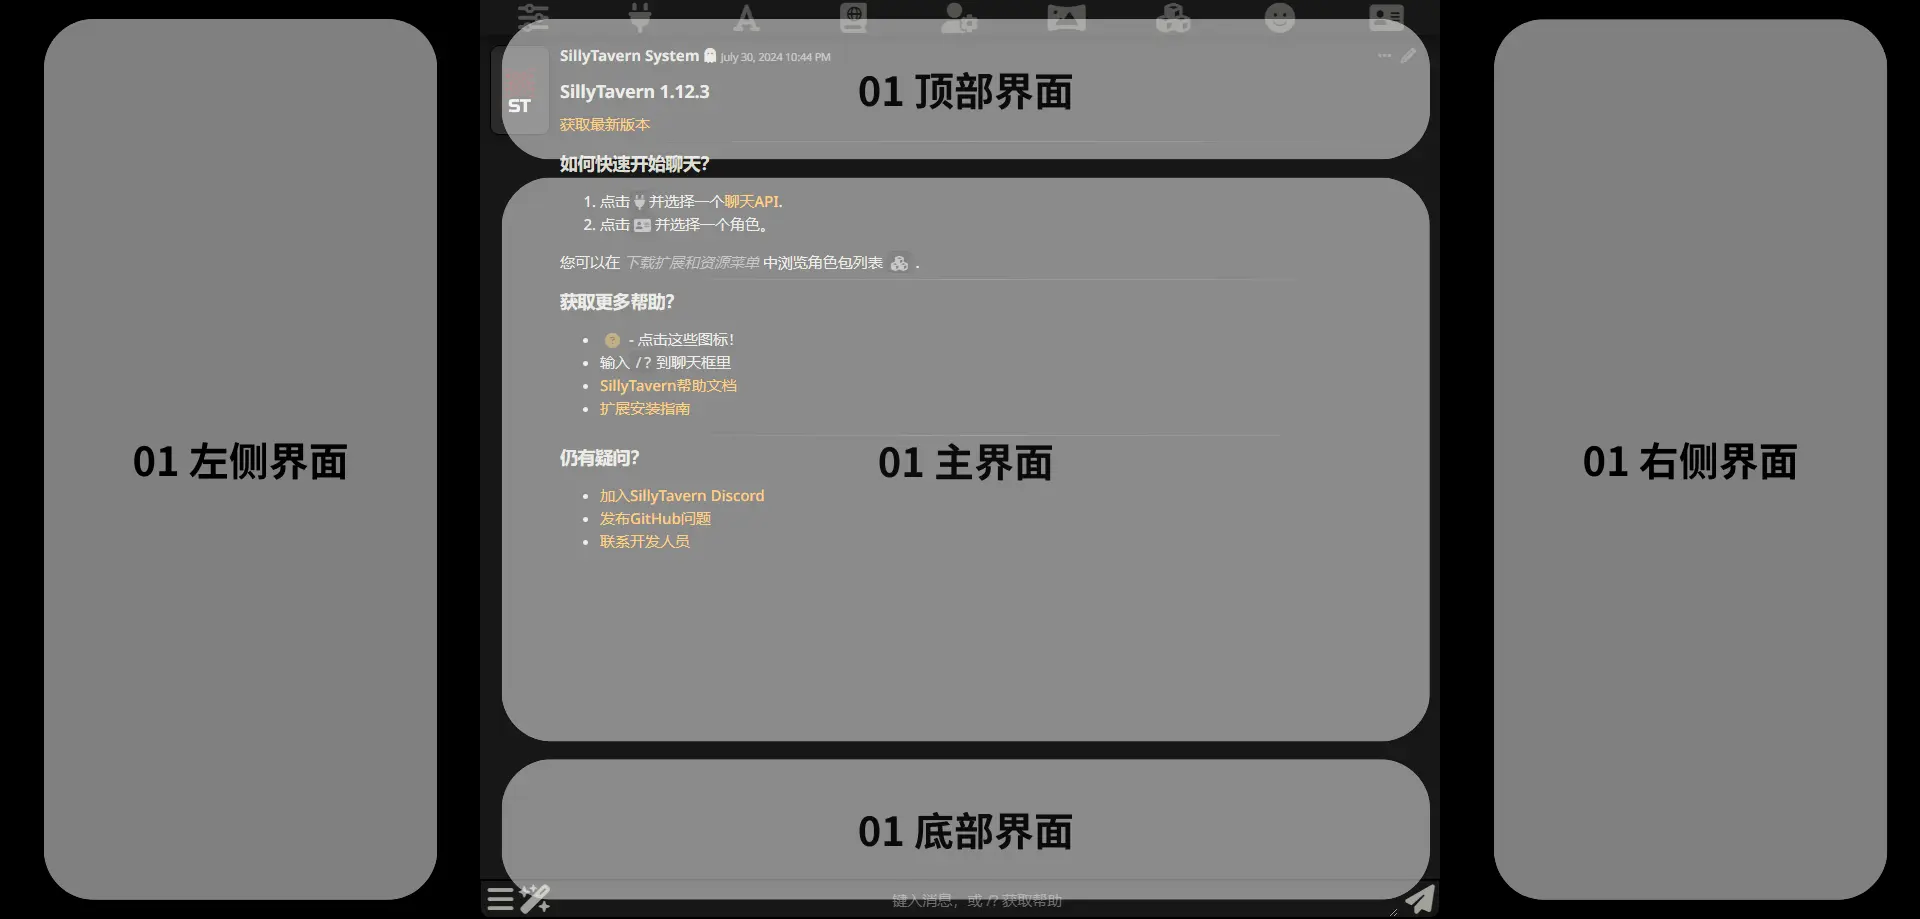 SillyTavern System July 30, 2024 10:44 PM
ST
SillyTavern 1.12.3
01 顶部界面
获取最新版本
如何快速开始聊天?
1. 点击 并选择一个聊天API.
2. 点击 并选择一个角色。
您可以在 下载扩展和资源菜单 中浏览角色包列表 .
获取更多帮助?
? - 点击这些图标!
输入 /? 到聊天框里
SillyTavern帮助文档
扩展安装指南
01 左侧界面
01 主界面
01 右侧界面
仍有疑问?
加入SillyTavern Discord
发布GitHub问题
联系开发人员
01 底部界面
键入消息，或 /? 获取帮助